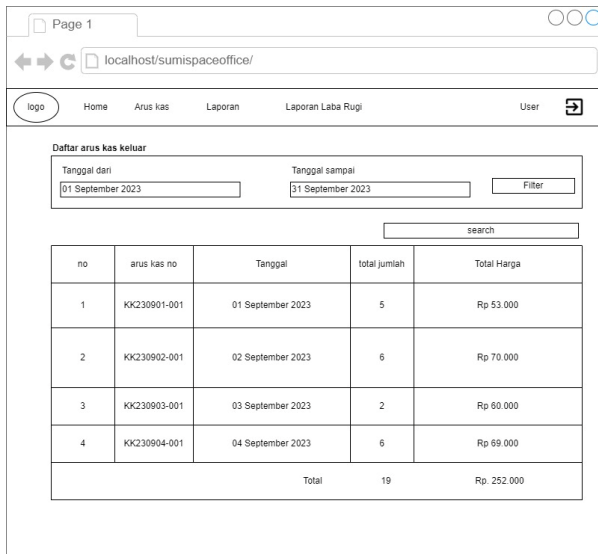 Page 1
localhost/sumispaceoffice/
logo Home Arus kas Laporan Laporan Laba Rugi User
Daftar arus kas keluar
Tanggal dari Tanggal sampai
01 September 2023 31 September 2023 Filter
search
no arus kas no Tanggal total jumlah Total Harga
1 KK230901-001 01 September 2023 5 Rp 53.000
2 KK230902-001 02 September 2023 6 Rp 70.000
3 KK230903-001 03 September 2023 2 Rp 60.000
4 KK230904-001 04 September 2023 6 Rp 69.000
Total 19 Rp. 252.000